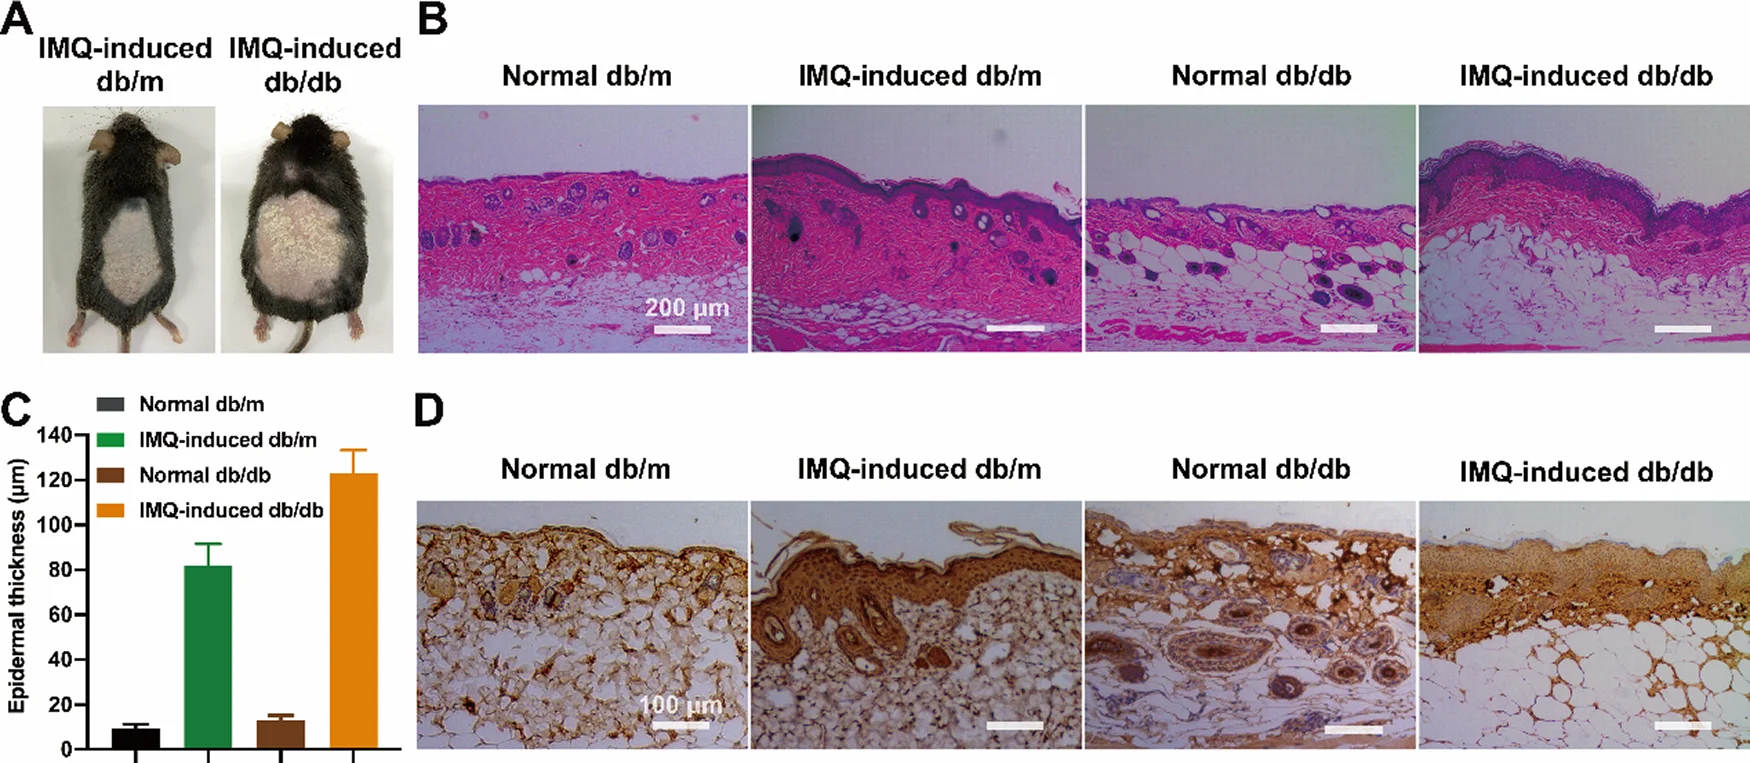 A
IMQ-induced
db/m
IMQ-induced
db/db
B
Normal db/m
IMQ-induced db/m
Normal db/db
IMQ-induced db/db
200 μm
C
Normal db/m
IMQ-induced db/m
Normal db/db
IMQ-induced db/db
Epidermal thickness (μm)
140
120
100
80
60
40
20
0
D
Normal db/m
IMQ-induced db/m
Normal db/db
IMQ-induced db/db
100 μm